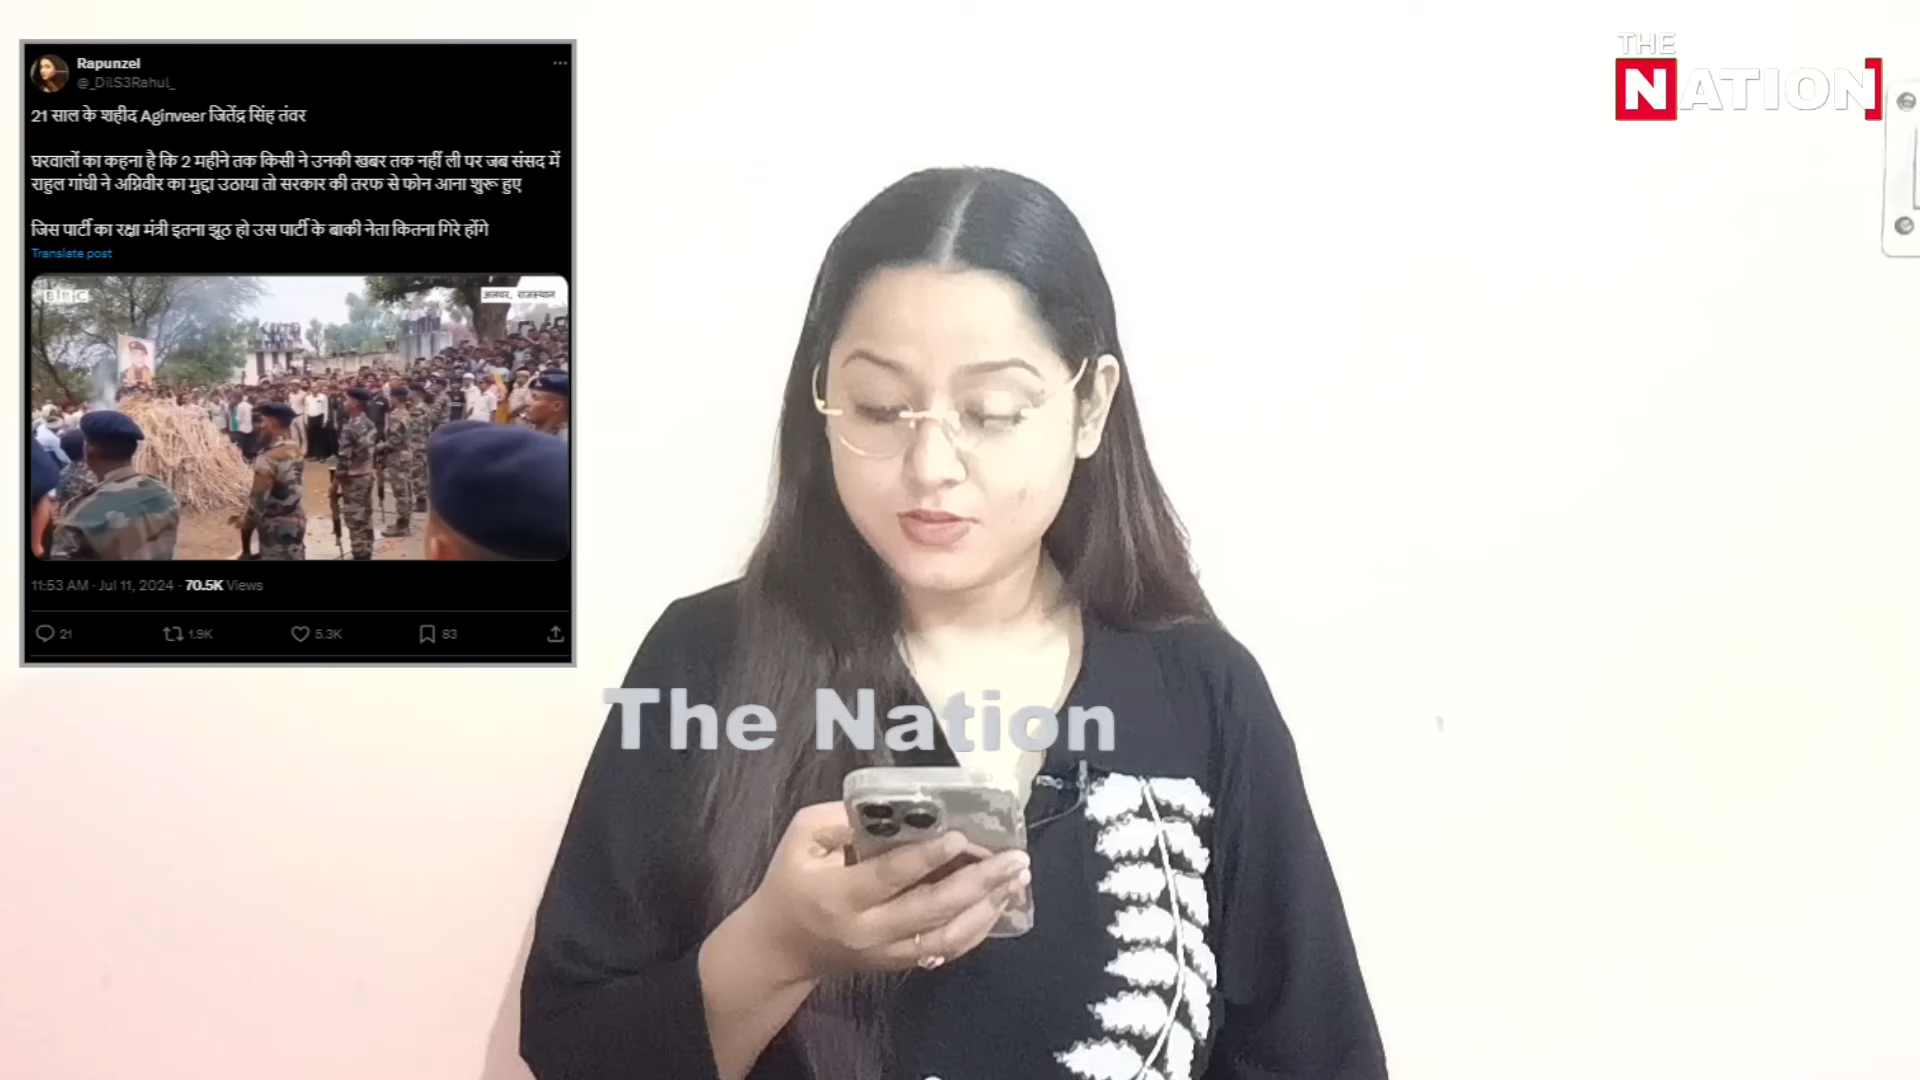 Rapunzel
@_DilS3Rahul_
21 साल के शहीद Aginveer जितेंद्र सिंह तंवर
घरवालों का कहना है कि 2 महीने तक किसी ने उनकी खबर तक नहीं ली पर जब संसद में
राहुल गांधी ने अग्निवीर का मुद्दा उठाया तो सरकार की तरफ से फोन आना शुरू हुए
जिस पार्टी का रक्षा मंत्री इतना झूठ हो उस पार्टी के बाकी नेता कितना गिरे होंगे
Translate post
BBC
अलवर, राजस्थान
11:53 AM · Jul 11, 2024 · 70.5K Views
21 1.9K 5.3K 83
THE
NATION
The Nation